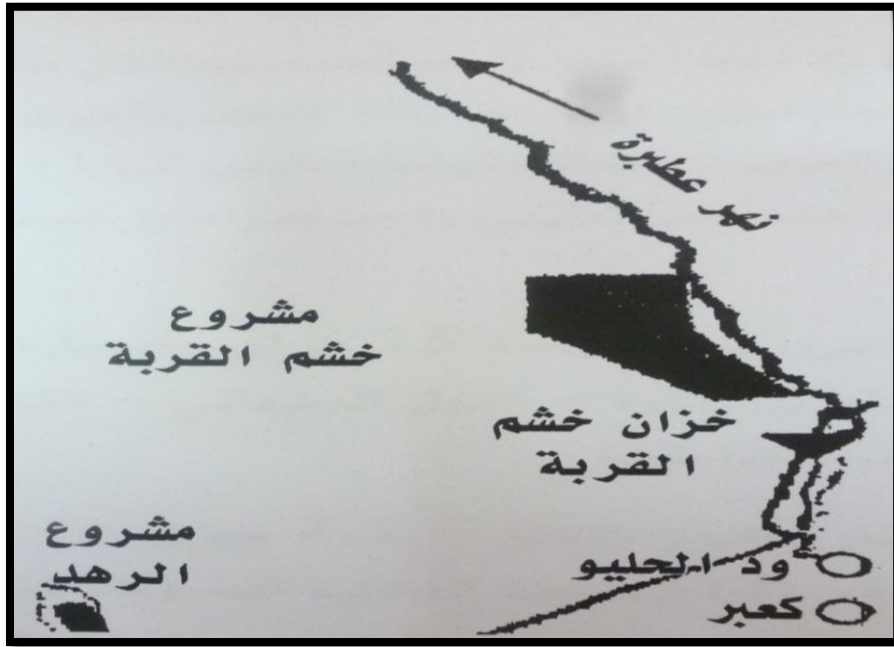 نهر عطبرة
مشروع
خشم القربة
خزان خشم
القربة
مشروع
الرهد
ود الحليو
كعبر